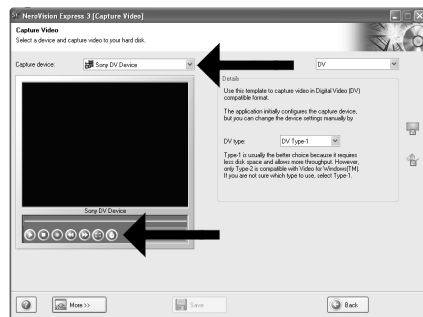 NeroVision Express 3 [Capture Video]
Capture Video
Select a device and capture video to your hard disk.
Capture device:
Sony DV Device
DV
Details
Use this template to capture video in Digital Video (DV)
compatible format.
The application initially configures the capture device,
but you can change the device settings manually by
DV type:
DV Type-1
Type-1 is usually the better choice because it requires
less disk space and allows more throughput. However,
only Type-2 is compatible with Video for Windows(TM).
If you are not sure which type to use, select Type-1.
Sony DV Device
More >>
Save
Back